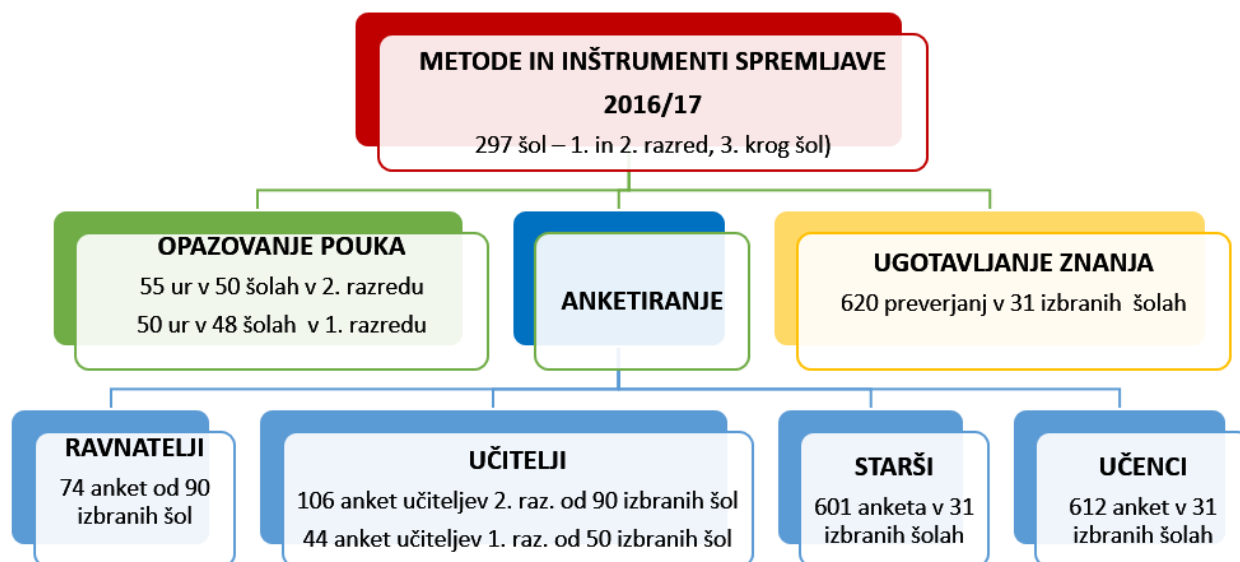 METODE IN INŠTRUMENTI SPREMLJAVE
2016/17
297 šol – 1. in 2. razred, 3. krog šol)
OPAZOVANJE POUKA
55 ur v 50 šolah v 2. razredu
50 ur v 48 šolah v 1. razredu
ANKETIRANJE
UGOTAVLJANJE ZNANJA
620 preverjanj v 31 izbranih šolah
RAVNATELJI
74 anket od 90
izbranih šol
UČITELJI
106 anket učiteljev 2. raz. od 90 izbranih šol
44 anket učiteljev 1. raz. od 50 izbranih šol
STARŠI
601 anketa v 31
izbranih šolah
UČENCI
612 anket v 31
izbranih šolah